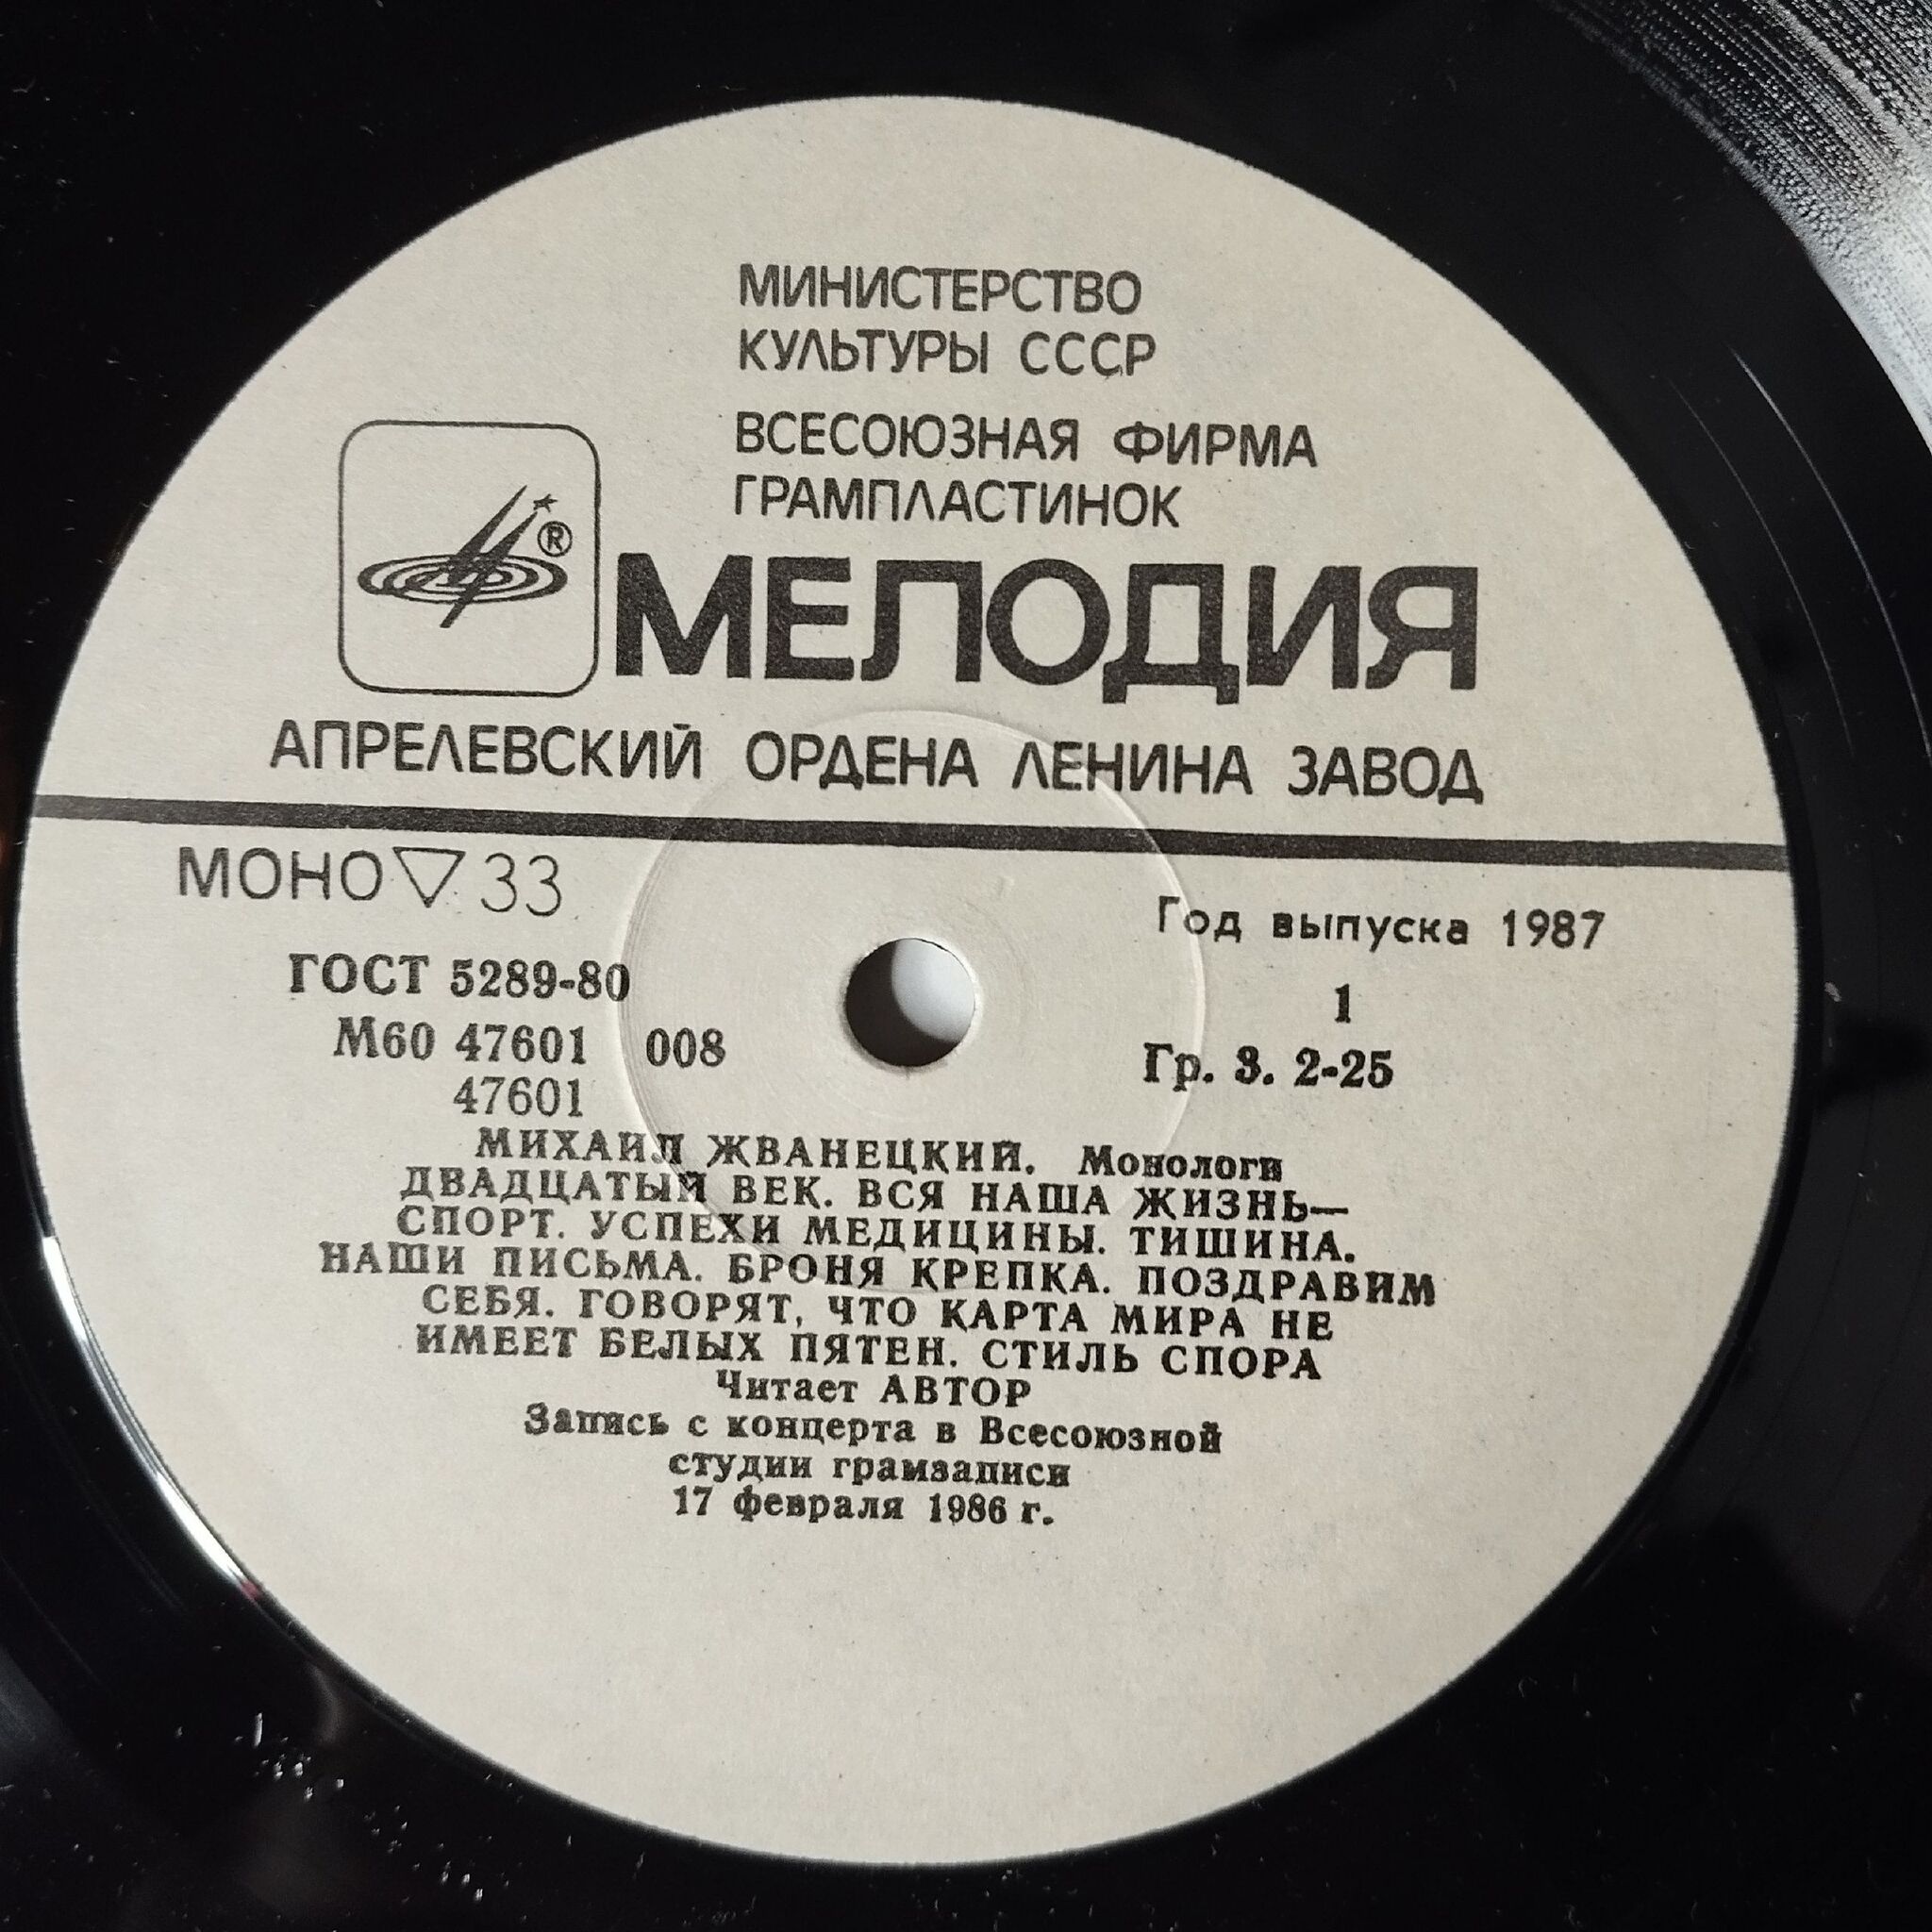 МИНИСТЕРСТВО
КУЛЬТУРЫ СССР
ВСЕСОЮЗНАЯ ФИРМА
ГРАМПЛАСТИНОК
®
МЕЛОДИЯ
АПРЕЛЕВСКИЙ ОРДЕНА ЛЕНИНА ЗАВОД
МОНО ▽ 33
Год выпуска 1987
ГОСТ 5289-80
1
М60 47601 008
Гр. 3. 2-25
47601
МИХАИЛ ЖВАНЕЦКИЙ. Монологи
ДВАДЦАТЫЙ ВЕК. ВСЯ НАША ЖИЗНЬ—
СПОРТ. УСПЕХИ МЕДИЦИНЫ. ТИШИНА.
НАШИ ПИСЬМА. БРОНЯ КРЕПКА. ПОЗДРАВИМ
СЕБЯ. ГОВОРЯТ, ЧТО КАРТА МИРА НЕ
ИМЕЕТ БЕЛЫХ ПЯТЕН. СТИЛЬ СПОРА
Читает АВТОР
Запись с концерта в Всесоюзной
студии грамзаписи
17 февраля 1986 г.